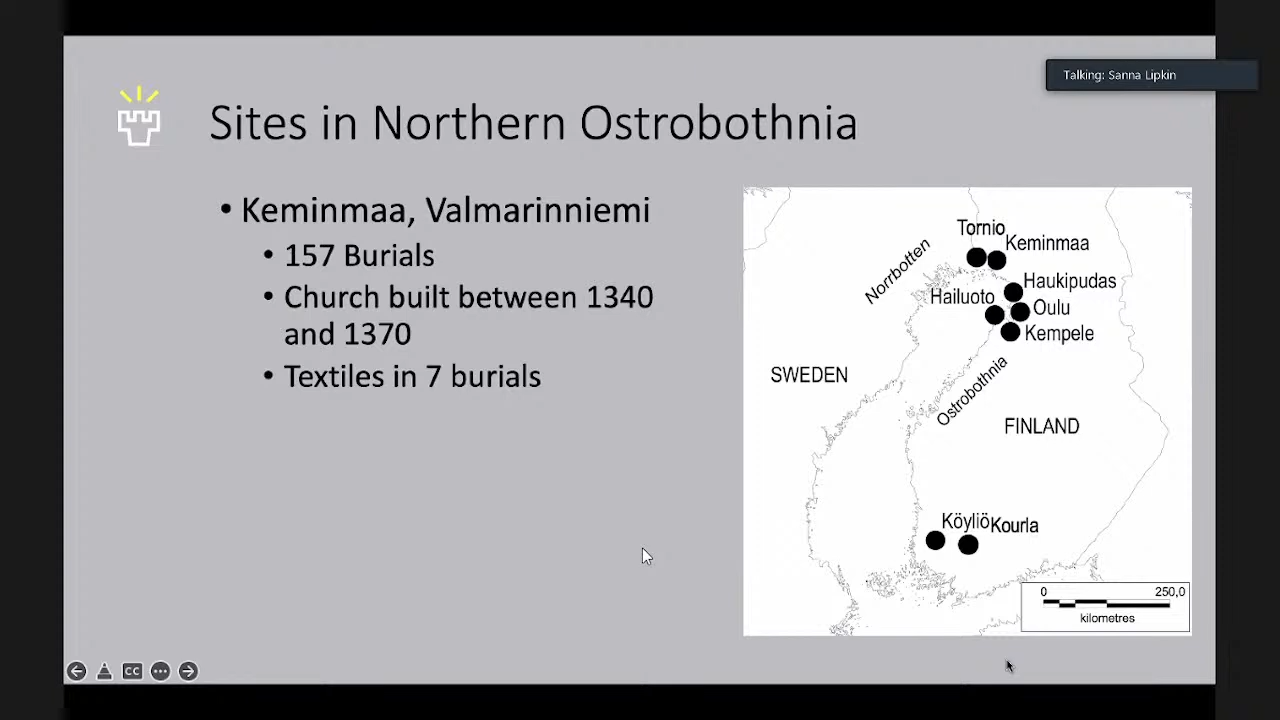 Talking: Sanna Lipkin
Sites in Northern Ostrobothnia
• Keminmaa, Valmarinniemi
• 157 Burials
• Church built between 1340
and 1370
• Textiles in 7 burials
Tornio
Keminmaa
Norrbotten
Haukipudas
Hailuoto
Oulu
Kempele
SWEDEN
Ostrobothnia
FINLAND
Köyliö
Kourla
0 250,0
kilometres
CC